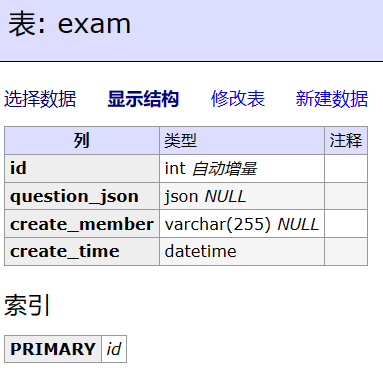 表: exam
选择数据 显示结构 修改表 新建数据
列 类型 注释
id int 自动增量
question_json json NULL
create_member varchar(255) NULL
create_time datetime
索引
PRIMARY id